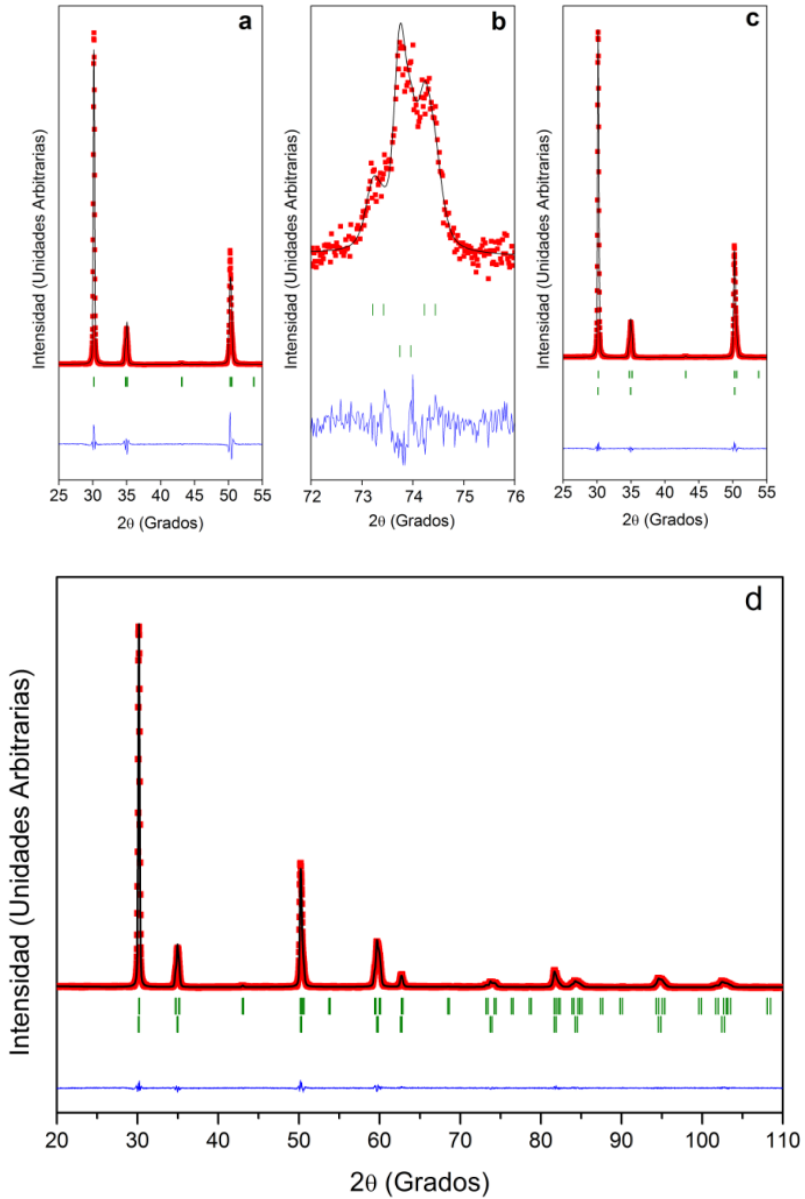 a
Intensidad (Unidades Arbitrarias)
25 30 35 40 45 50 55
2θ (Grados)
b
Intensidad (Unidades Arbitrarias)
72 73 74 75 76
2θ (Grados)
c
Intensidad (Unidades Arbitrarias)
25 30 35 40 45 50 55
2θ (Grados)
d
Intensidad (Unidades Arbitrarias)
20 30 40 50 60 70 80 90 100 110
2θ (Grados)